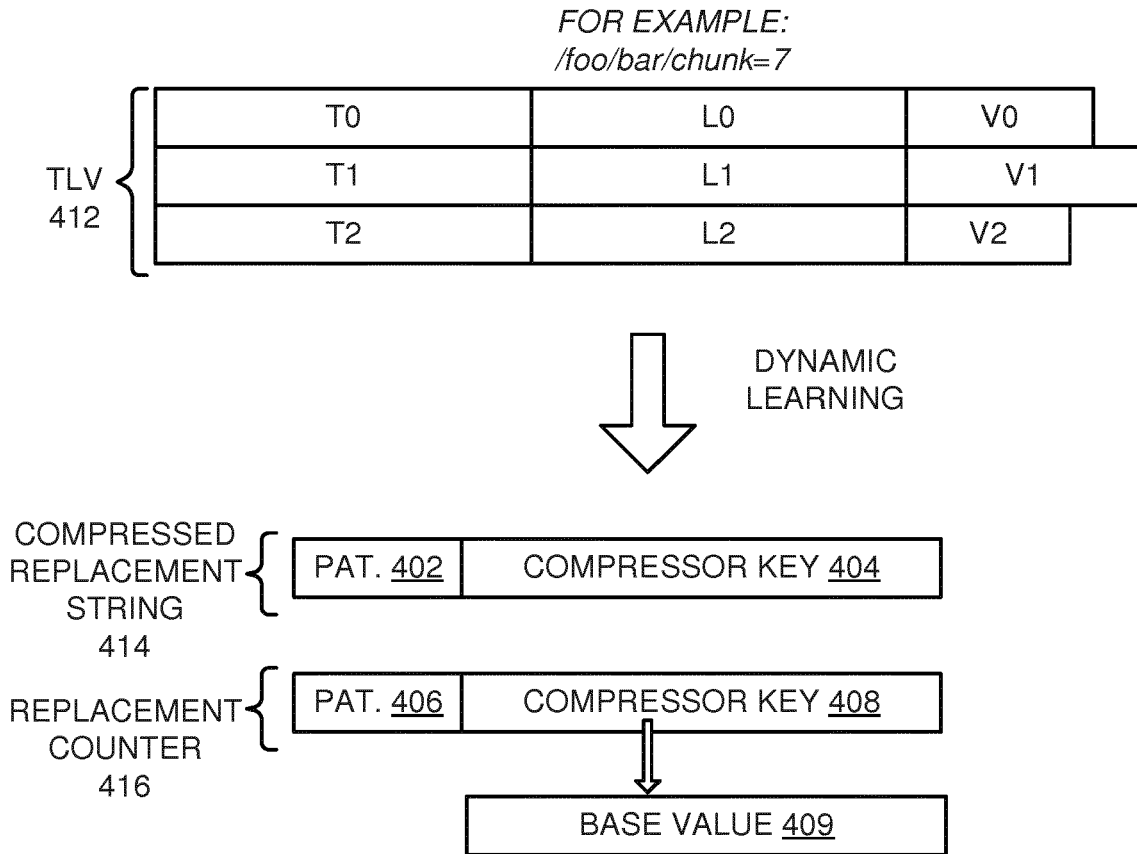 FOR EXAMPLE:
/foo/bar/chunk=7
T0 L0 V0
TLV
412
T1 L1 V1
T2 L2 V2
DYNAMIC
LEARNING
COMPRESSED
REPLACEMENT
STRING
414
PAT. 402 COMPRESSOR KEY 404
REPLACEMENT
COUNTER
416
PAT. 406 COMPRESSOR KEY 408
BASE VALUE 409